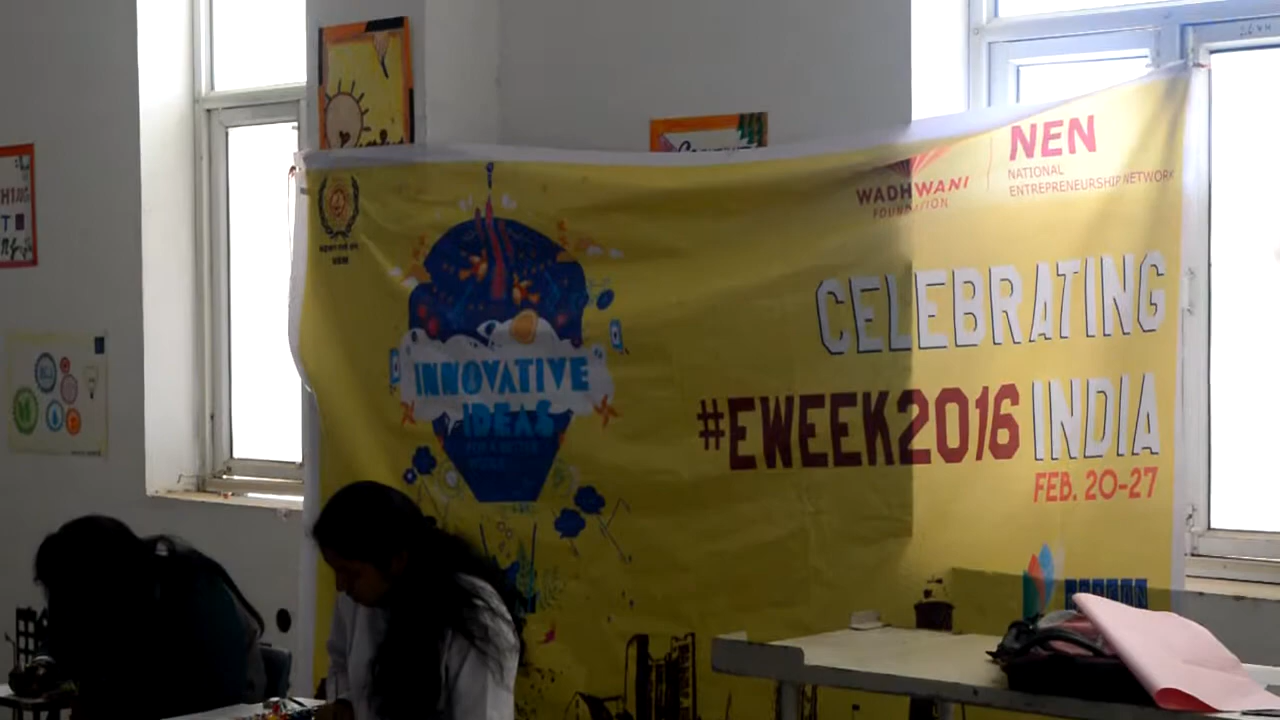 WADHWANI
FOUNDATION
NEN
NATIONAL
ENTREPRENEURSHIP NETWORK
CELEBRATING
#EWEEK2016 INDIA
FEB. 20-27
INNOVATIVE
IDEAS